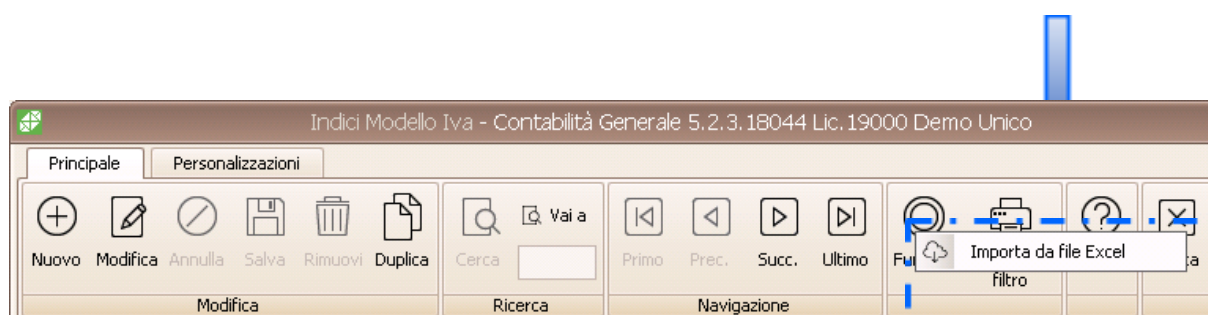 Indici Modello Iva - Contabilità Generale 5.2.3.18044 Lic.19000 Demo Unico
Principale Personalizzazioni
Vai a
Nuovo Modifica Annulla Salva Rimuovi Duplica Cerca Primo Prec. Succ. Ultimo
Importa da file Excel
filtro
Modifica Ricerca Navigazione